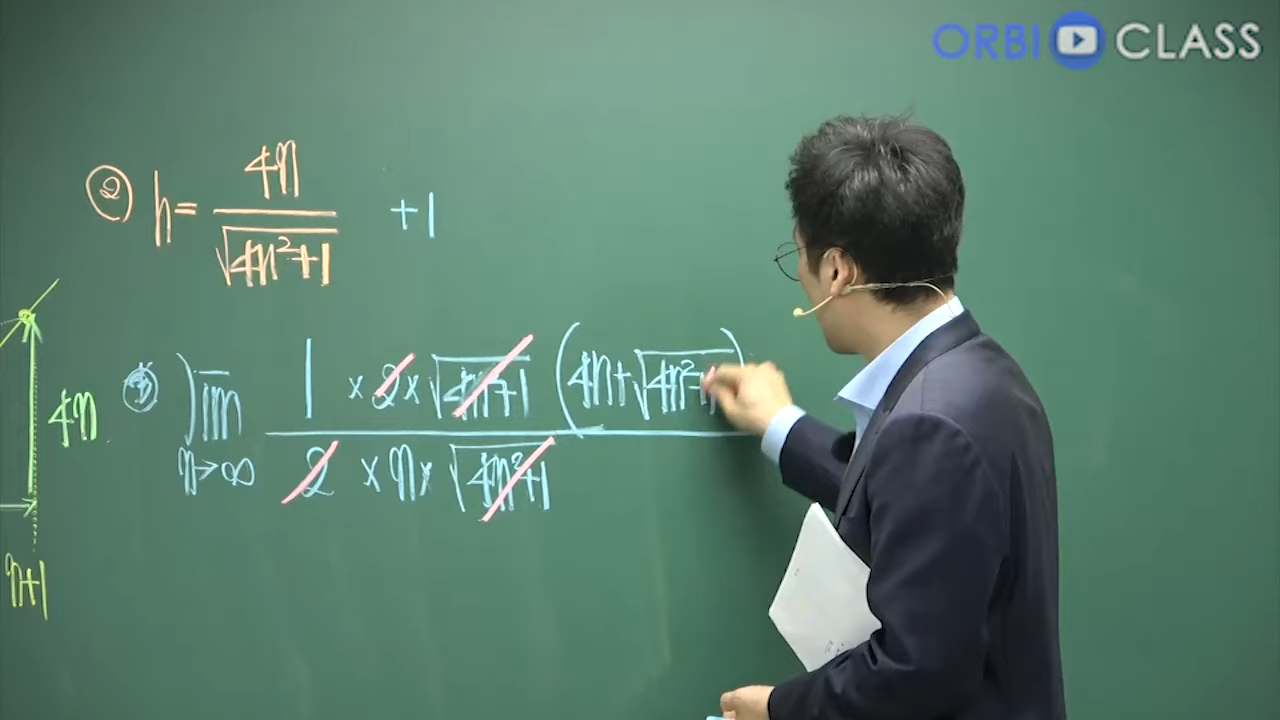 ORBI CLASS
② h = 4n / √(4n²+1) +1
4n
③ lim n→∞ 1 × 2 × √(4n²+1) (4n+√(4n²+1)) / 2 × n × √(4n²+1)
n+1